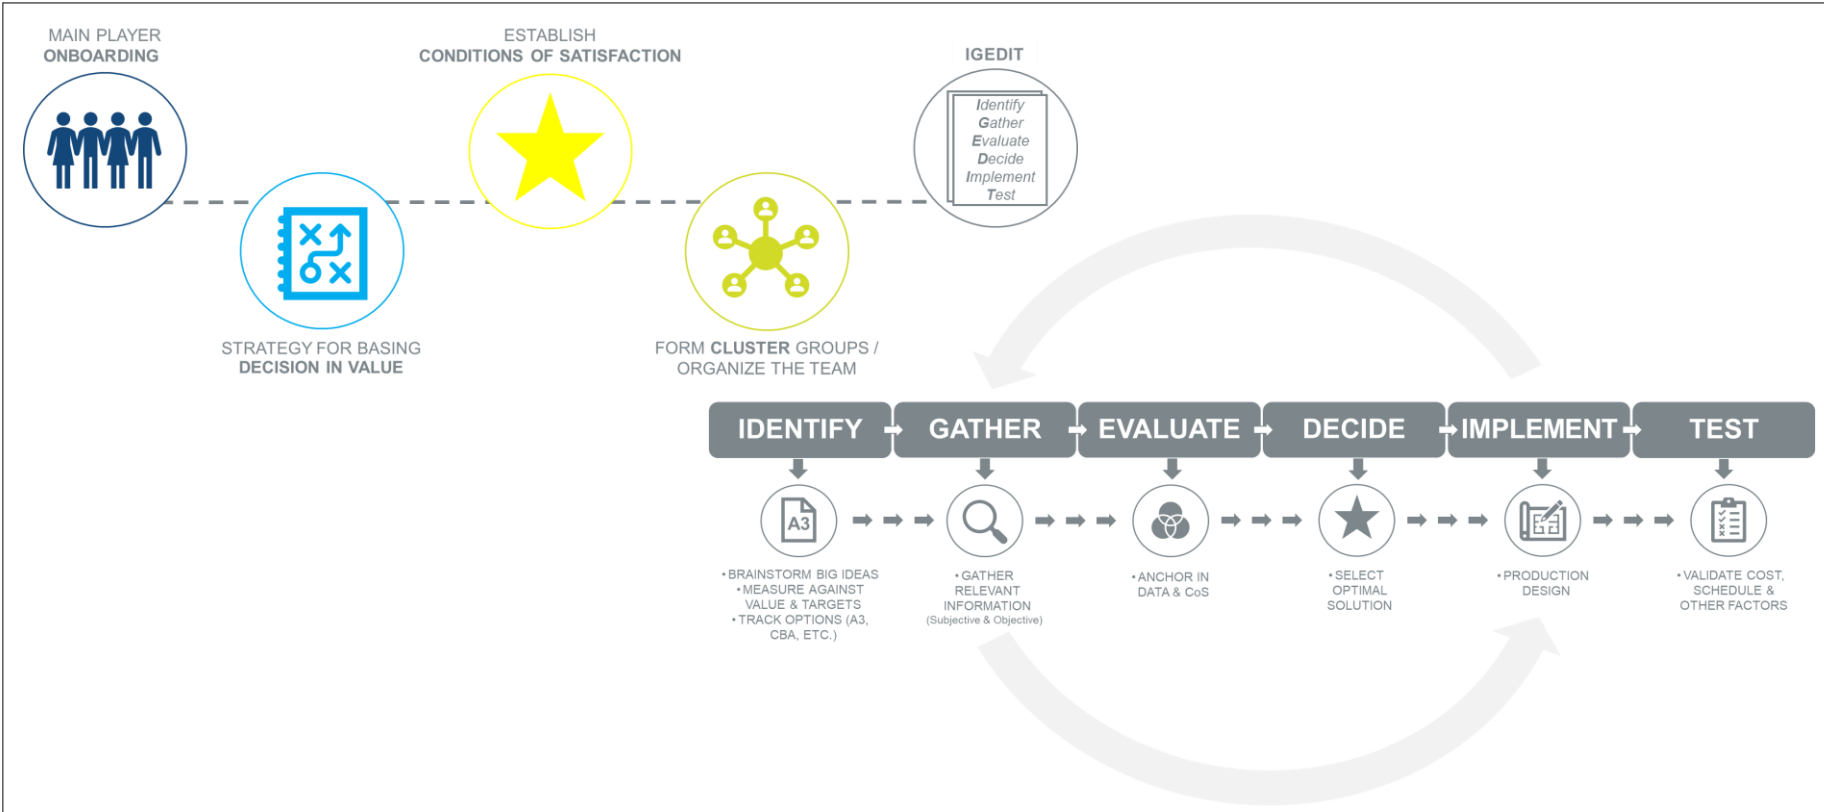 MAIN PLAYER
ONBOARDING
STRATEGY FOR BASING
DECISION IN VALUE
ESTABLISH
CONDITIONS OF SATISFACTION
FORM CLUSTER GROUPS /
ORGANIZE THE TEAM
IGEDIT
Identify
Gather
Evaluate
Decide
Implement
Test
IDENTIFY
GATHER
EVALUATE
DECIDE
IMPLEMENT
TEST
A3
• BRAINSTORM BIG IDEAS
• MEASURE AGAINST
VALUE & TARGETS
• TRACK OPTIONS (A3,
CBA, ETC.)
• GATHER
RELEVANT
INFORMATION
(Subjective & Objective)
• ANCHOR IN
DATA & CoS
• SELECT
OPTIMAL
SOLUTION
• PRODUCTION
DESIGN
• VALIDATE COST,
SCHEDULE &
OTHER FACTORS